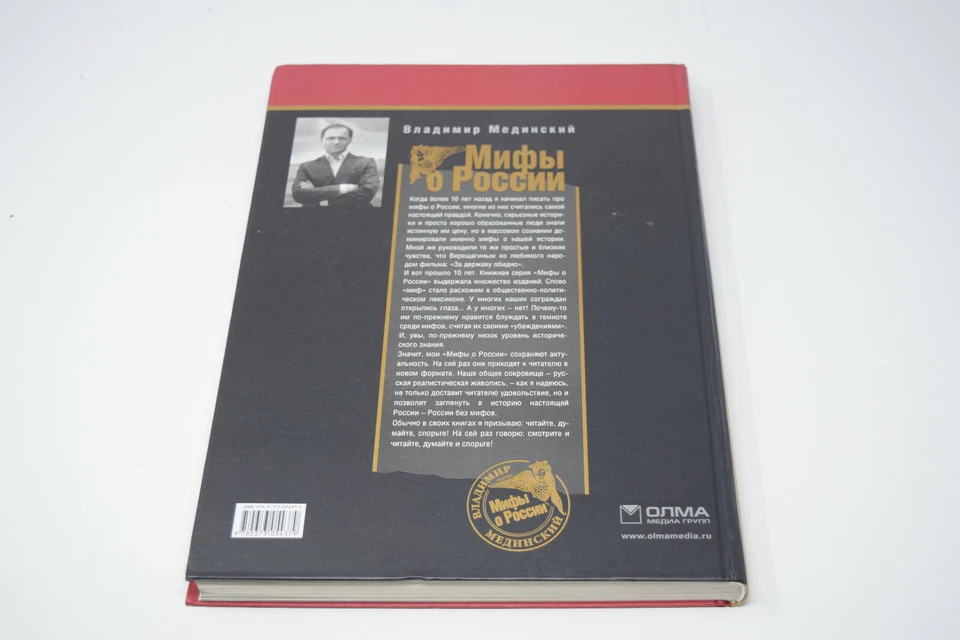 Владимир Мединский
Мифы
о России
Когда более 10 лет назад я начинал писать про
мифы о России, многие из них считались самой
настоящей правдой. Конечно, серьезные истори-
ки и просто хорошо образованные люди знали
истинную им цену, но в массовом сознании до-
минировали именно мифы о нашей истории.
Мной же руководили те же простые и близкие
чувства, что Верещагиным из любимого наро-
дом фильма: «За державу обидно».
И вот прошло 10 лет. Книжная серия «Мифы о
России» выдержала множество изданий. Слово
«миф» стало расхожим в общественно-полити-
ческом лексиконе. У многих наших сограждан
открылись глаза... А у многих – нет! Почему-то
им по-прежнему нравится блуждать в темноте
среди мифов, считая их своими «убеждениями».
И, увы, по-прежнему низок уровень историче-
ского знания.
Значит, мои «Мифы о России» сохраняют акту-
альность. На сей раз они приходят к читателю в
новом формате. Наше общее сокровище – рус-
ская реалистическая живопись, – как я надеюсь,
не только доставит читателю удовольствие, но и
позволит заглянуть в историю настоящей
России – России без мифов.
Обычно в своих книгах я призываю: читайте, ду-
майте, спорьте! На сей раз говорю: смотрите и
читайте, думайте и спорьте!
ВЛАДИМИР
Мифы
о России
МЕДИНСКИЙ
ОЛМА
МЕДИА ГРУПП
www.olmamedia.ru
9 785373 056379